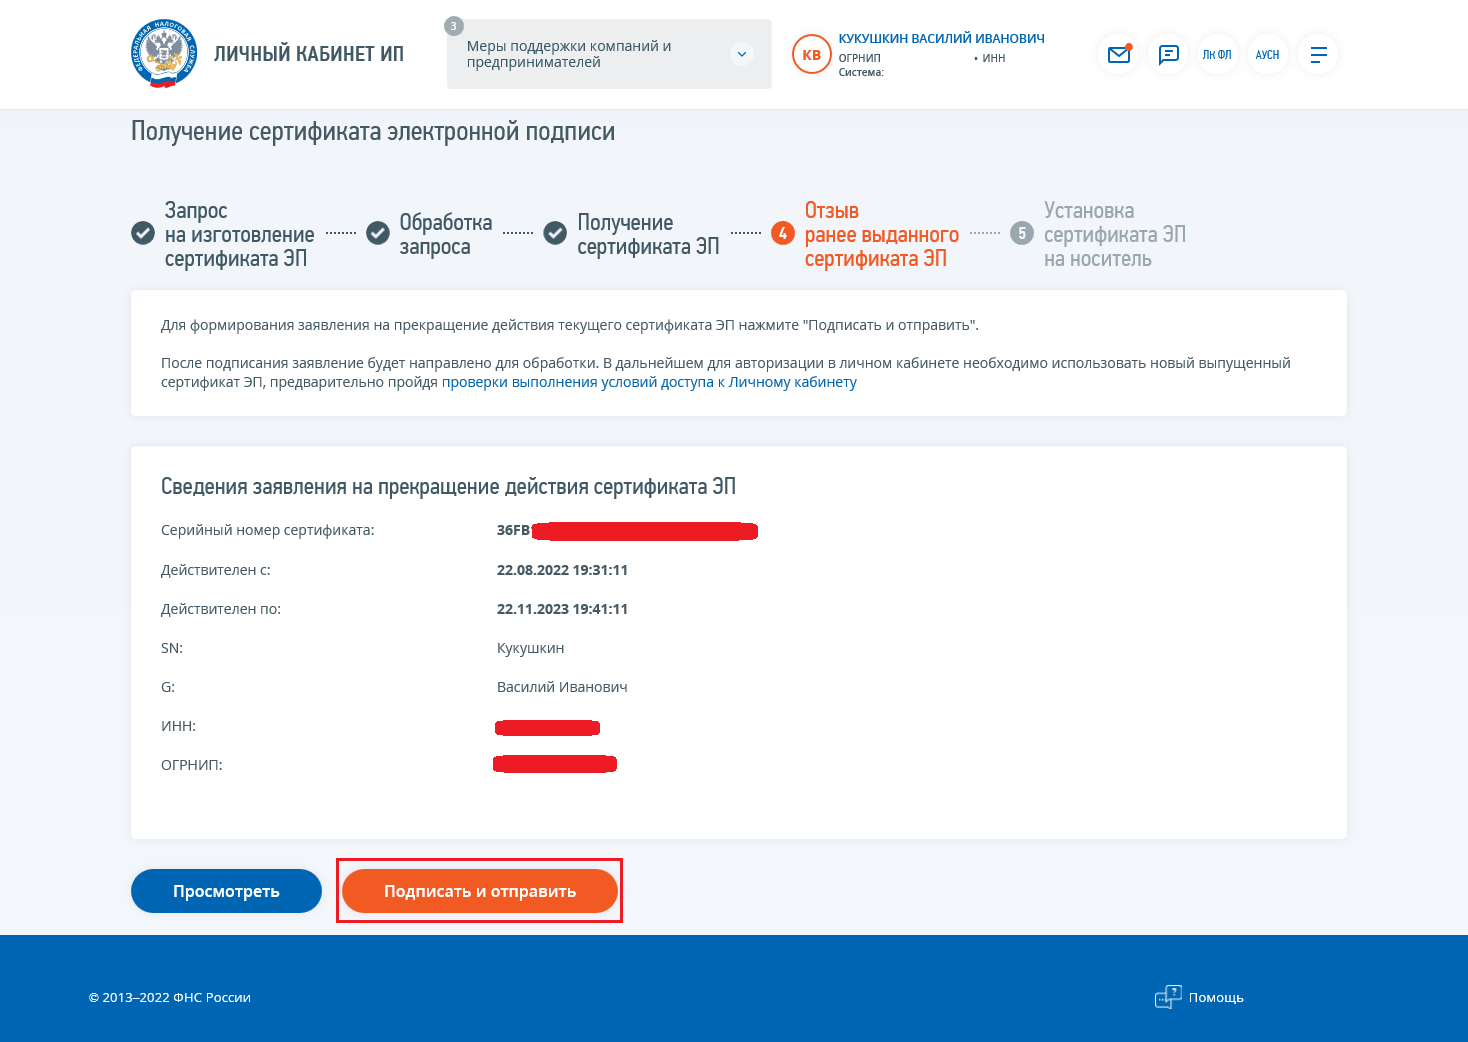 ФЕДЕРАЛЬНАЯ НАЛОГОВАЯ СЛУЖБА
ЛИЧНЫЙ КАБИНЕТ ИП
3
Меры поддержки компаний и
предпринимателей
КВ
КУКУШКИН ВАСИЛИЙ ИВАНОВИЧ
ОГРНИП • ИНН
Система:
Лк ФЛ
АУСН
Получение сертификата электронной подписи
Запрос
на изготовление
сертификата ЭП
Обработка
запроса
Получение
сертификата ЭП
4
Отзыв
ранее выданного
сертификата ЭП
5
Установка
сертификата ЭП
на носитель
Для формирования заявления на прекращение действия текущего сертификата ЭП нажмите "Подписать и отправить".
После подписания заявление будет направлено для обработки. В дальнейшем для авторизации в личном кабинете необходимо использовать новый выпущенный
сертификат ЭП, предварительно пройдя проверки выполнения условий доступа к Личному кабинету
Сведения заявления на прекращение действия сертификата ЭП
Серийный номер сертификата: 36FB
Действителен с: 22.08.2022 19:31:11
Действителен по: 22.11.2023 19:41:11
SN: Кукушкин
G: Василий Иванович
ИНН:
ОГРНИП:
Просмотреть
Подписать и отправить
© 2013–2022 ФНС России
Помощь